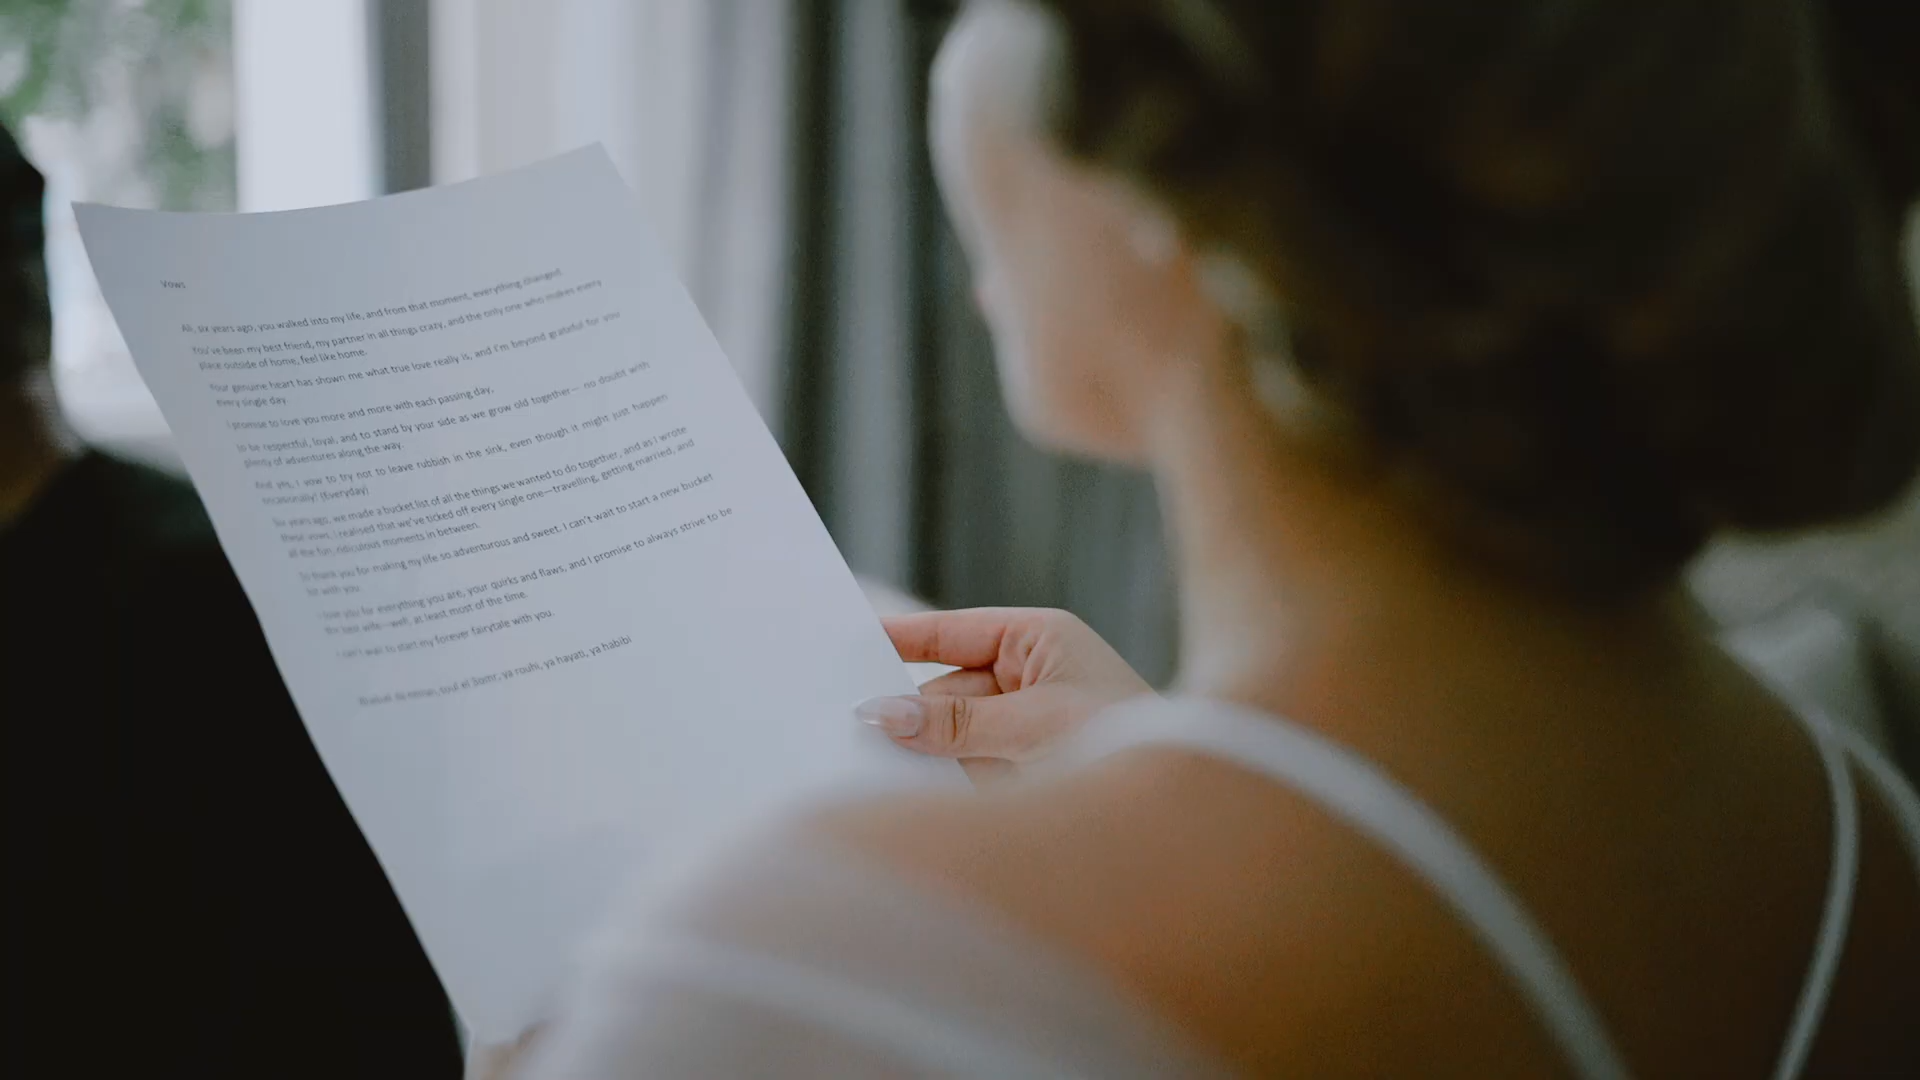 Vows
Ali, six years ago, you walked into my life, and from that moment, everything changed.
You've been my best friend, my partner in all things crazy, and the only one who makes every
place outside of home, feel like home.
Your genuine heart has shown me what true love really is, and I'm beyond grateful for you
every single day.
I promise to love you more and more with each passing day,
To be respectful, loyal, and to stand by your side as we grow old together— no doubt with
plenty of adventures along the way.
And yes, I vow to try not to leave rubbish in the sink, even though it might just happen
occasionally! (Everyday)
Six years ago, we made a bucket list of all the things we wanted to do together, and as I wrote
these vows, I realised that we've ticked off every single one—travelling, getting married, and
all the fun, ridiculous moments in between.
So thank you for making my life so adventurous and sweet. I can't wait to start a new bucket
list with you.
I love you for everything you are, your quirks and flaws, and I promise to always strive to be
the best wife—well, at least most of the time.
I can't wait to start my forever fairytale with you.
toul el 3omr, ya rouhi, ya hayati, ya habibi